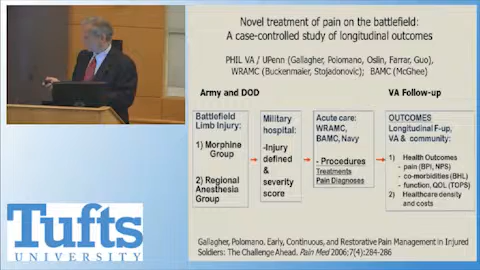 Novel treatment of pain on the battlefield:
A case-controlled study of longitudinal outcomes
PHIL VA / UPenn (Gallagher, Polomano, Oslin, Farrar, Guo),
WRAMC (Buckenmaier, Stojadonovic); BAMC (McGhee)
Army and DOD
VA Follow-up
Battlefield
Limb Injury:
1) Morphine
Group
2) Regional
Anesthesia
Group
Military
hospital:
-Injury
defined
&
severity
score
Acute care:
WRAMC,
BAMC, Navy
- Procedures
Treatments
Pain Diagnoses
OUTCOMES
Longitudinal F-up,
VA & community:
1) Health Outcomes
- pain (BPI, NPS)
- co-morbidities (BHL)
- function, QOL (TOPS)
2) Healthcare density
and costs
Gallagher, Polomano. Early, Continuous, and Restorative Pain Management in Injured
Soldiers: The Challenge Ahead. Pain Med 2006;7(4):284-286
Tufts
UNIVERSITY